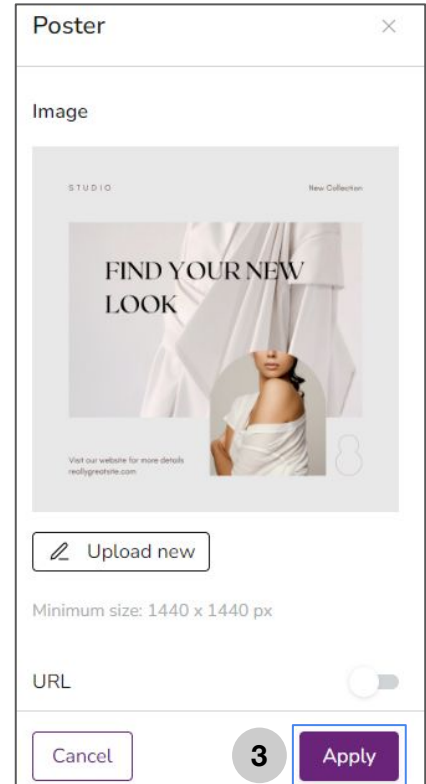 Poster
Image
STUDIO
New Collection
FIND YOUR NEW
LOOK
Visit our website for more details
reallygreatsite.com
Upload new
Minimum size: 1440 x 1440 px
URL
Cancel
3
Apply